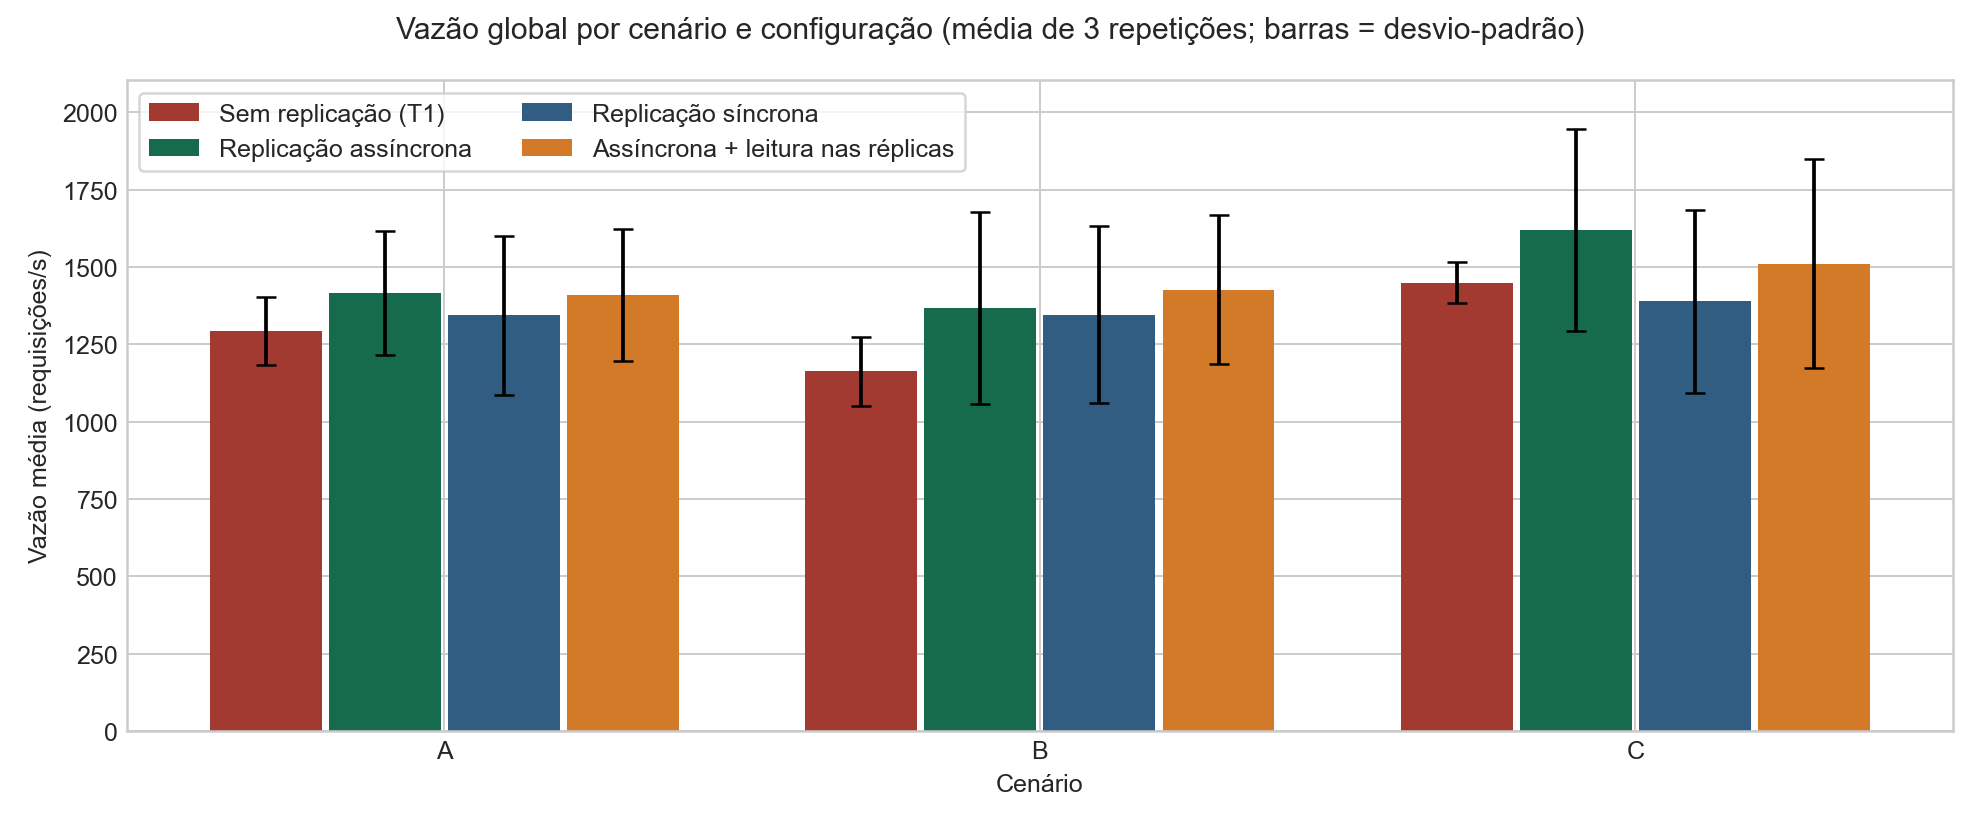 Vazão global por cenário e configuração (média de 3 repetições; barras = desvio-padrão)
Sem replicação (T1)
Replicação assíncrona
Replicação síncrona
Assíncrona + leitura nas réplicas
Vazão média (requisições/s)
2000
1750
1500
1250
1000
750
500
250
0
A
B
C
Cenário